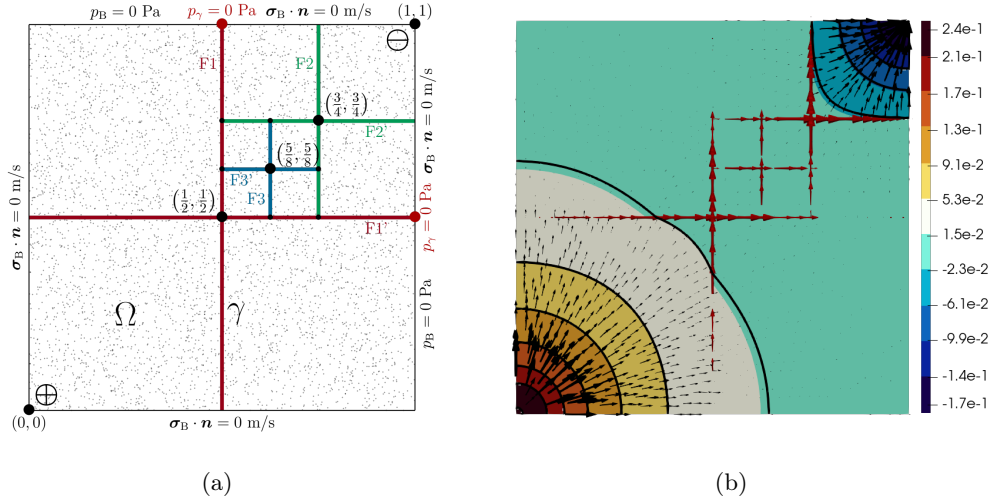 p_B = 0 Pa
p_γ = 0 Pa
σ_B · n = 0 m/s
(1, 1)
⊖
F1
F2
(3/4, 3/4)
F2'
σ_B · n = 0 m/s
(5/8, 5/8)
F3'
F3
(1/2, 1/2)
F1'
p_γ = 0 Pa
σ_B · n = 0 m/s
Ω
γ
p_B = 0 Pa
⊕
(0, 0)
σ_B · n = 0 m/s
(a)
2.4e-1
2.1e-1
1.7e-1
1.3e-1
9.1e-2
5.3e-2
1.5e-2
-2.3e-2
-6.1e-2
-9.9e-2
-1.4e-1
-1.7e-1
(b)